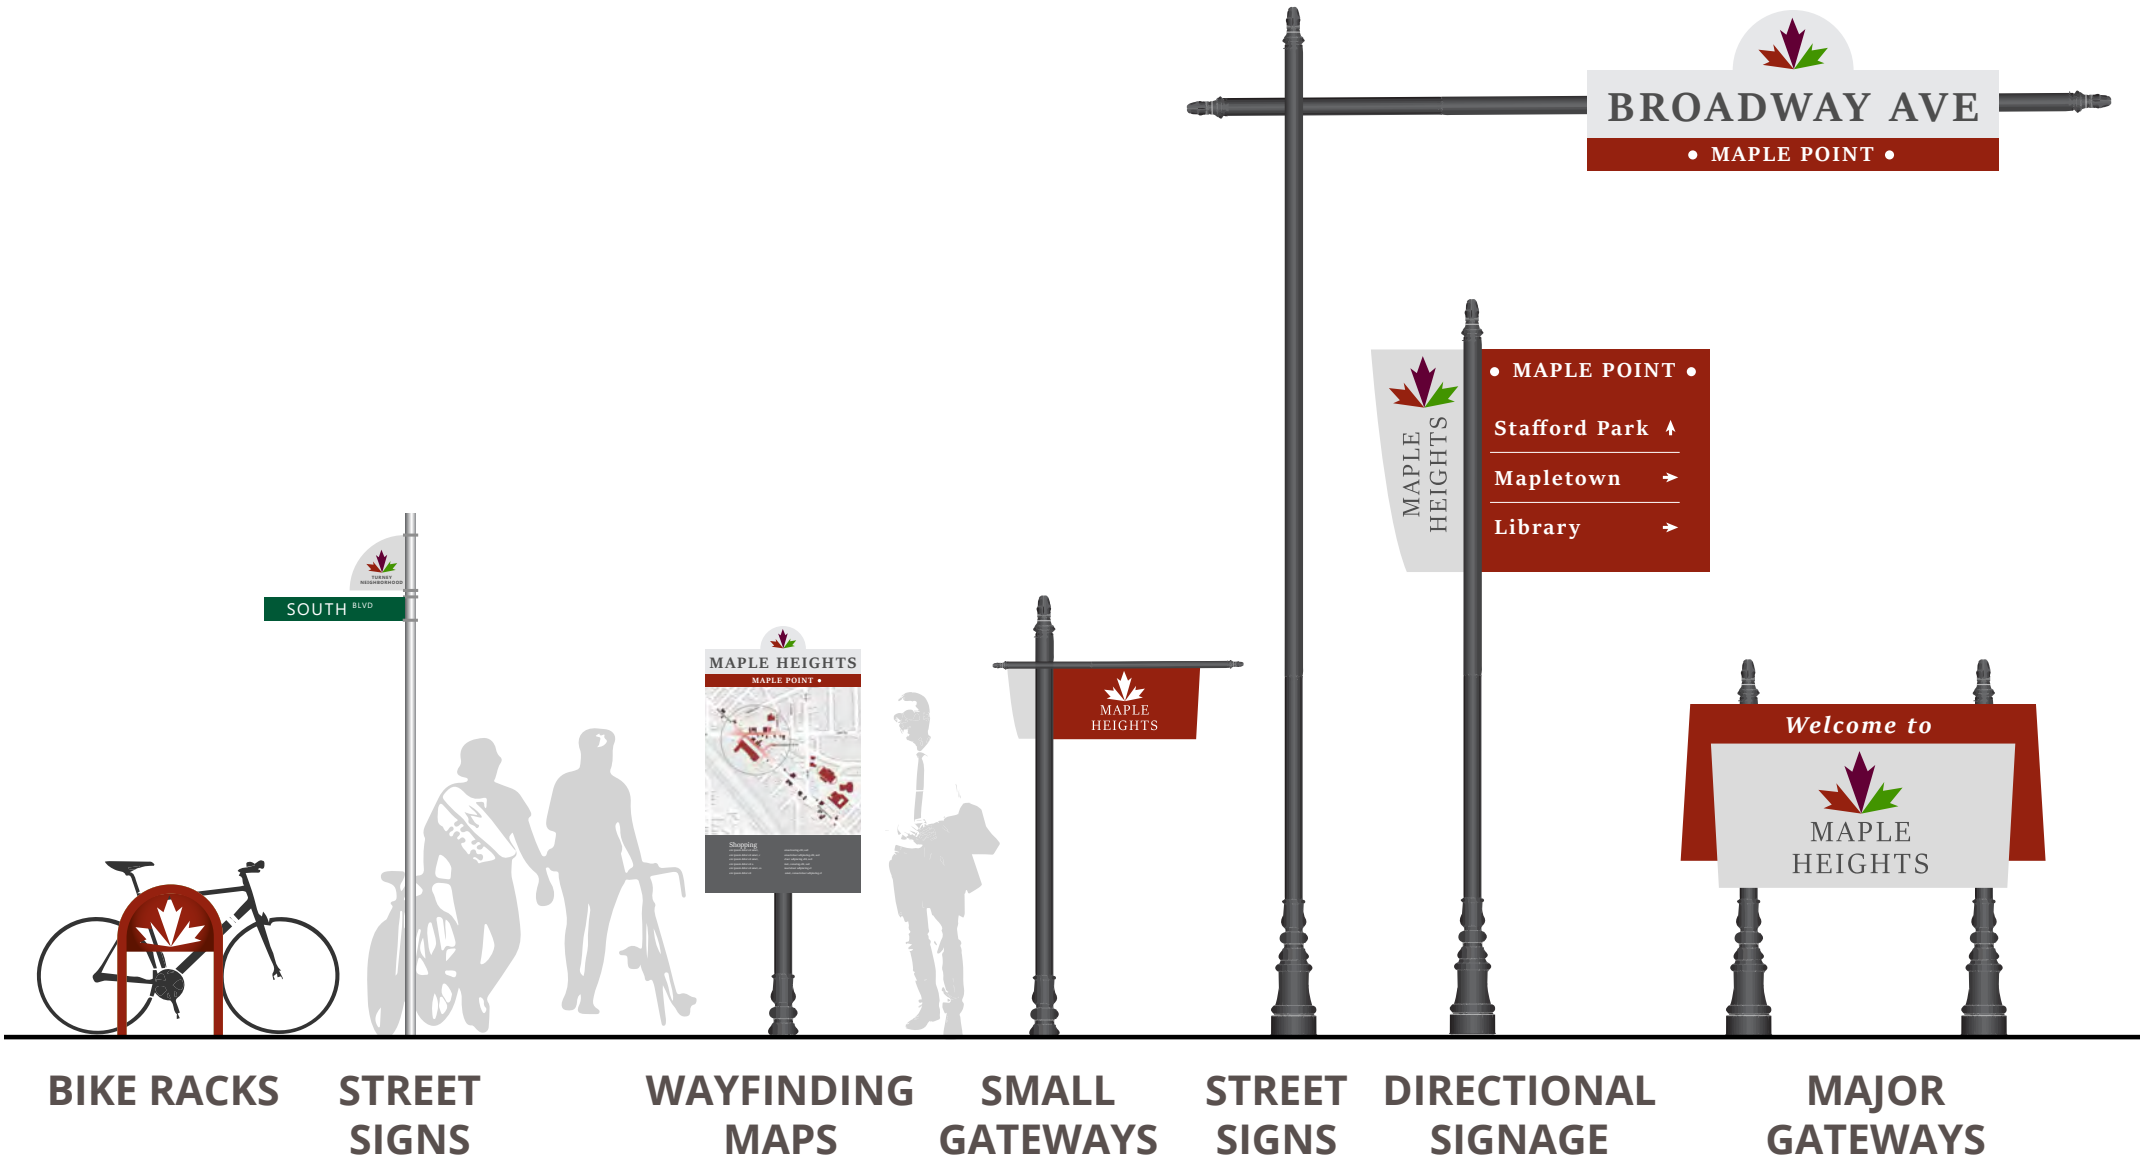 BROADWAY AVE
• MAPLE POINT •
MAPLE
HEIGHTS
• MAPLE POINT •
Stafford Park
Mapletown
Library
TURNEY
NEIGHBORHOOD
SOUTH BLVD
MAPLE HEIGHTS
MAPLE POINT •
Shopping
MAPLE
HEIGHTS
Welcome to
MAPLE
HEIGHTS
BIKE RACKS
STREET
SIGNS
WAYFINDING
MAPS
SMALL
GATEWAYS
STREET
SIGNS
DIRECTIONAL
SIGNAGE
MAJOR
GATEWAYS